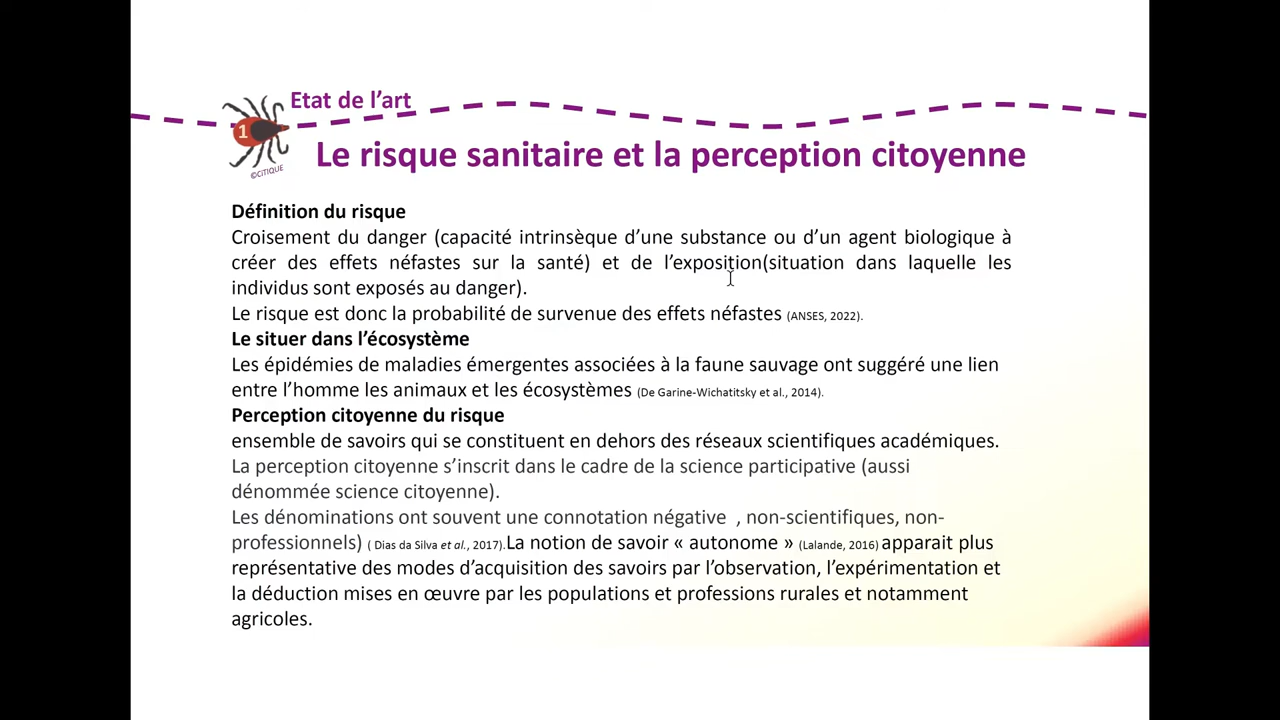 Etat de l’art
1
©CiTIQUE
Le risque sanitaire et la perception citoyenne
Définition du risque
Croisement du danger (capacité intrinsèque d’une substance ou d’un agent biologique à
créer des effets néfastes sur la santé) et de l’exposition(situation dans laquelle les
individus sont exposés au danger).
Le risque est donc la probabilité de survenue des effets néfastes (ANSES, 2022).
Le situer dans l’écosystème
Les épidémies de maladies émergentes associées à la faune sauvage ont suggéré une lien
entre l’homme les animaux et les écosystèmes (De Garine-Wichatitsky et al., 2014).
Perception citoyenne du risque
ensemble de savoirs qui se constituent en dehors des réseaux scientifiques académiques.
La perception citoyenne s’inscrit dans le cadre de la science participative (aussi
dénommée science citoyenne).
Les dénominations ont souvent une connotation négative , non-scientifiques, non-
professionnels) ( Dias da Silva et al., 2017).La notion de savoir « autonome » (Lalande, 2016) apparait plus
représentative des modes d’acquisition des savoirs par l’observation, l’expérimentation et
la déduction mises en œuvre par les populations et professions rurales et notamment
agricoles.